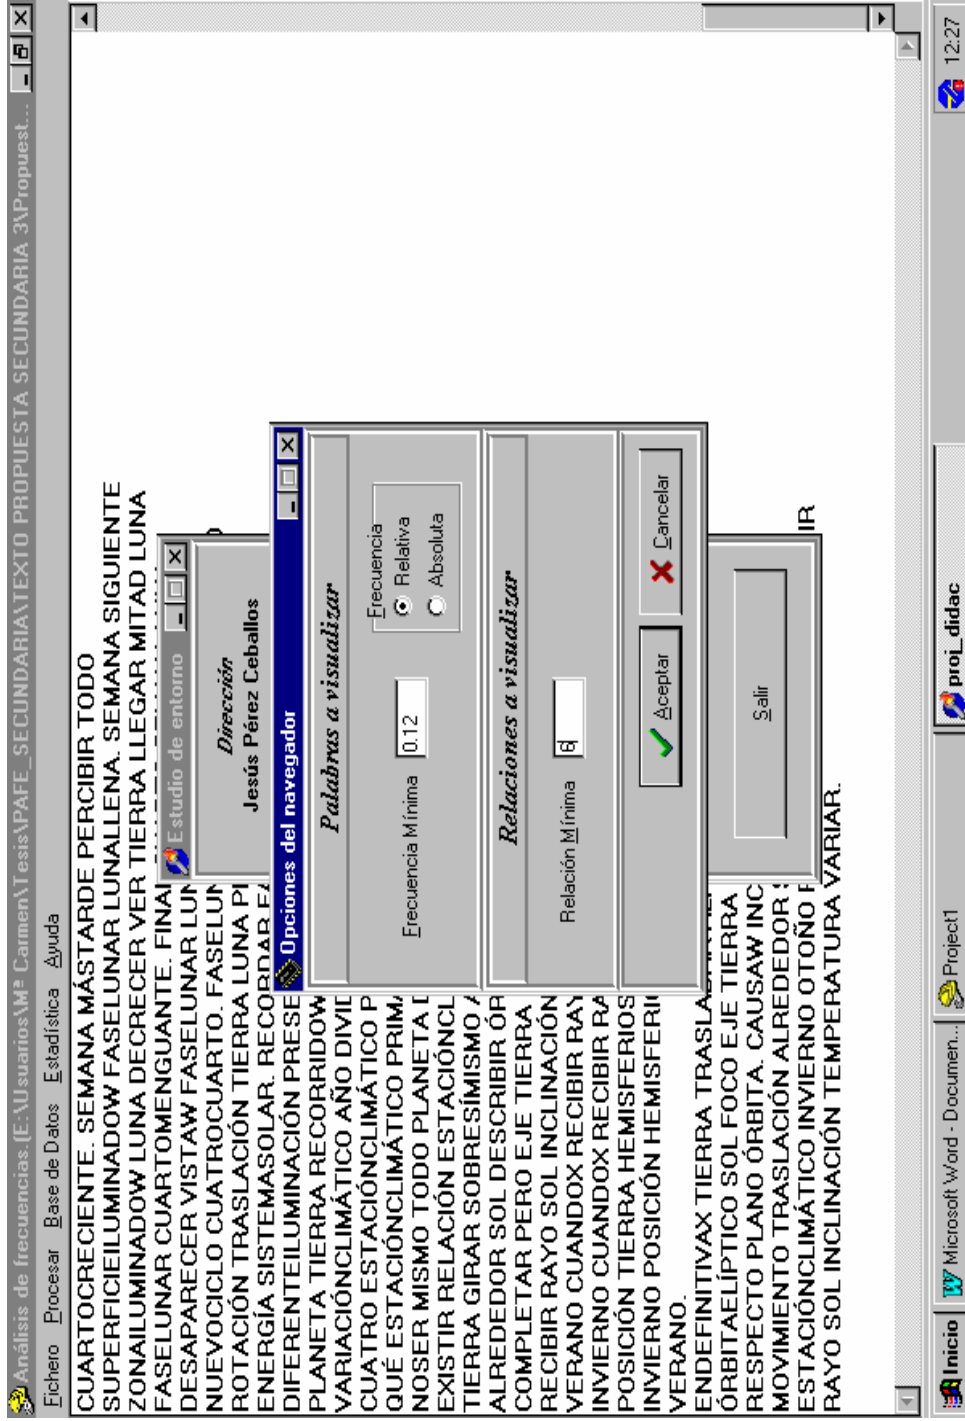 Análisis de frecuencias.(E:\Usuarios\Mª Carmen\Tesis\PAFE_SECUNDARIA\TEXTO PROPUESTA SECUNDARIA 3\Propuest...
Fichero Procesar Base de Datos Estadística Ayuda
CUARTOCRECIENTE. SEMANA MÁSTARDE PERCIBIR TODO
SUPERFICIEILUMINADOW FASELUNAR LUNALLENA. SEMANA SIGUIENTE
ZONAILUMINADOW LUNA DECRECER VER TIERRA LLEGAR MITAD LUNA
FASELUNAR CUARTOMENGUANTE. FINAL
DESAPARECER VISTAW FASELUNAR LUN
NUEVOCICLO CUATROCUARTO. FASELUN
ROTACIÓN TRASLACIÓN TIERRA LUNA P
ENERGÍA SISTEMASOLAR. RECORDAR
DIFERENTEILUMINACIÓN PRESE
PLANETA TIERRA RECORRIDOW
VARIACIÓNCLIMÁTICO AÑO DIVID
CUATRO ESTACIÓNCLIMÁTICO P
QUÉ ESTACIÓNCLIMÁTICO PRIMA
NOSER MISMO TODO PLANETA
EXISTIR RELACIÓN ESTACIÓNCL
TIERRA GIRAR SOBRESÍMISMO A
ALREDEDOR SOL DESCRIBIR ÓR
COMPLETAR PERO EJE TIERRA
RECIBIR RAYO SOL INCLINACIÓN
VERANO CUANDOX RECIBIR RAY
INVIERNO CUANDOX RECIBIR RA
POSICIÓN TIERRA HEMISFERIOS
INVIERNO POSICIÓN HEMISFERIO
VERANO.
ENDEFINITIVAX TIERRA
ÓRBITAELÍPTICO SOL FOCO EJE TIERRA
RESPECTO PLANO ÓRBITA. CAUSAW INC
MOVIMIENTO TRASLACIÓN ALREDEDOR S
ESTACIÓNCLIMÁTICO INVIERNO OTOÑO P IR
RAYO SOL INCLINACIÓN TEMPERATURA VARIAR.
Estudio de entorno
Dirección
Jesús Pérez Ceballos
Salir
Opciones del navegador
Palabras a visualizar
Frecuencia Mínima 0.12
Frecuencia
Relativa
Absoluta
Relaciones a visualizar
Relación Mínima 6
Aceptar Cancelar
Inicio Microsoft Word - Documen... Project1 proj_didac 12:27